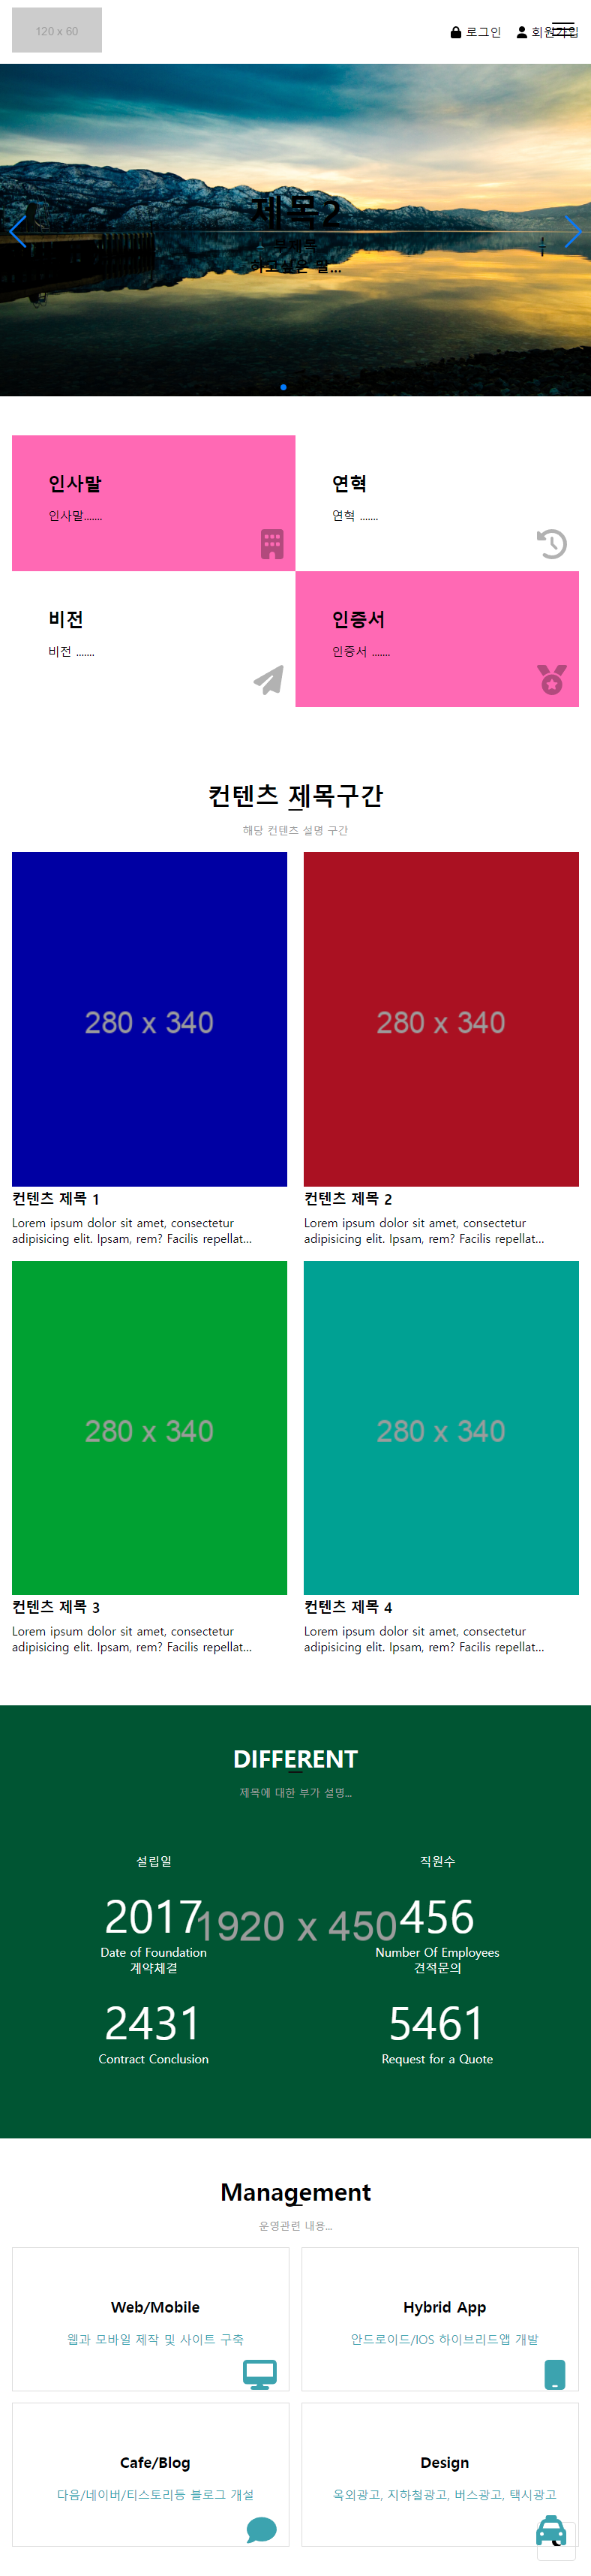 120 x 60
로그인 회원가입
제목2
부제목
하고싶은 말...
인사말
인사말.......
연혁
연혁 .......
비전
비전 .......
인증서
인증서 .......
컨텐츠 제목구간
해당 컨텐츠 설명 구간
280 x 340
280 x 340
컨텐츠 제목 1
Lorem ipsum dolor sit amet, consectetur
adipisicing elit. Ipsam, rem? Facilis repellat...
컨텐츠 제목 2
Lorem ipsum dolor sit amet, consectetur
adipisicing elit. Ipsam, rem? Facilis repellat...
280 x 340
280 x 340
컨텐츠 제목 3
Lorem ipsum dolor sit amet, consectetur
adipisicing elit. Ipsam, rem? Facilis repellat...
컨텐츠 제목 4
Lorem ipsum dolor sit amet, consectetur
adipisicing elit. Ipsam, rem? Facilis repellat...
DIFFERENT
제목에 대한 부가 설명...
설립일
2017
Date of Foundation
직원수
456
Number Of Employees
1920 x 450
계약체결
2431
Contract Conclusion
견적문의
5461
Request for a Quote
Management
운영관련 내용...
Web/Mobile
웹과 모바일 제작 및 사이트 구축
Hybrid App
안드로이드/IOS 하이브리드앱 개발
Cafe/Blog
다음/네이버/티스토리등 블로그 개설
Design
옥외광고, 지하철광고, 버스광고, 택시광고